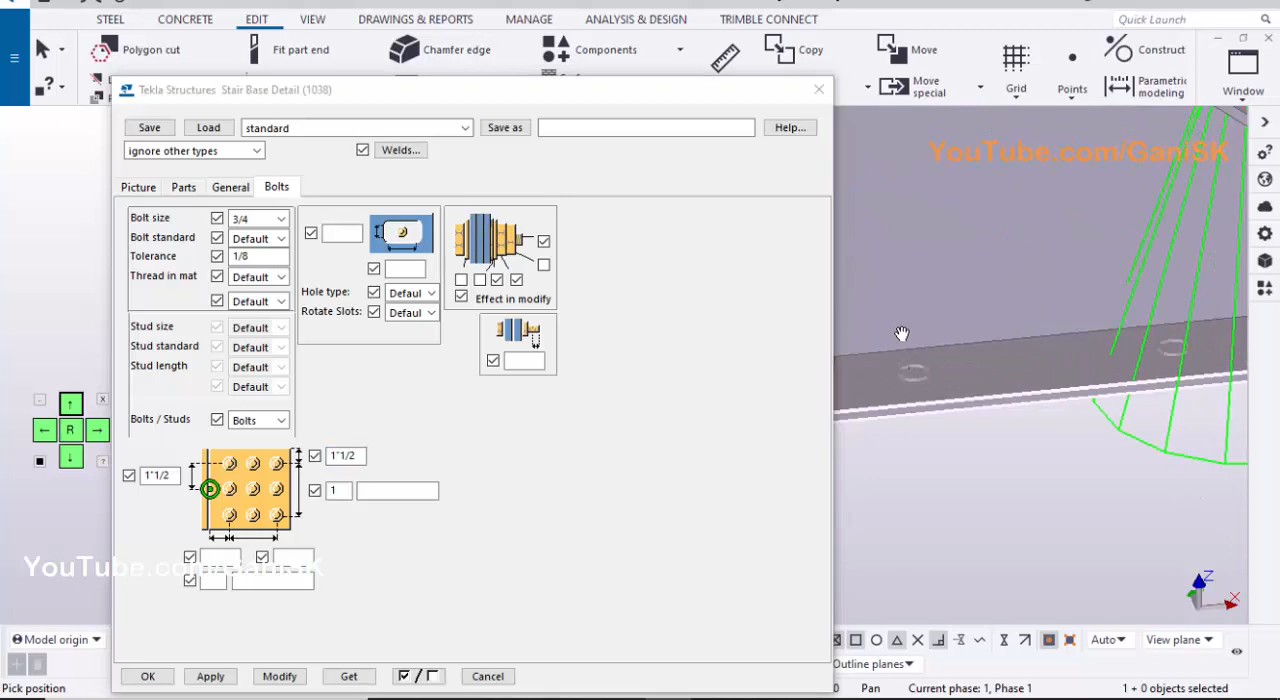 STEEL CONCRETE EDIT VIEW DRAWINGS & REPORTS MANAGE ANALYSIS & DESIGN TRIMBLE CONNECT Quick Launch
Polygon cut Fit part end Chamfer edge Components Copy Move Construct
Move special Grid Points Parametric modeling Window
Tekla Structures Stair Base Detail (1038)
Save Load standard Save as Help...
ignore other types Welds...
Picture Parts General Bolts
YouTube.com/GaniSK
Bolt size 3/4
Bolt standard Default
Tolerance 1/8
Thread in mat Default
Default
Hole type: Defaul
Rotate Slots: Defaul
Effect in modify
Stud size Default
Stud standard Default
Stud length Default
Default
Bolts / Studs Bolts
1"1/2
1"1/2
1
YouTube.com/GaniSK
R
X
?
Z
X
Model origin
Auto View plane
Outline planes
OK Apply Modify Get / Cancel
Pick position 0 Pan Current phase: 1, Phase 1 1 + 0 objects selected